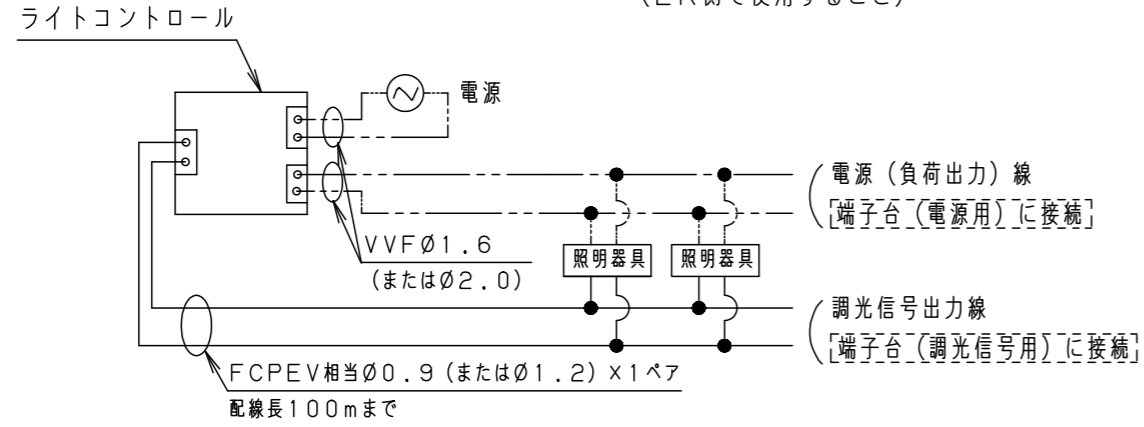 ライトコントロール
電源
電源（負荷出力）線
端子台（電源用）に接続
VVFØ1.6
（またはØ2.0）
照明器具
照明器具
調光信号出力線
端子台（調光信号用）に接続
FCPEV相当Ø0.9（またはØ1.2）×1ペア
配線長100mまで